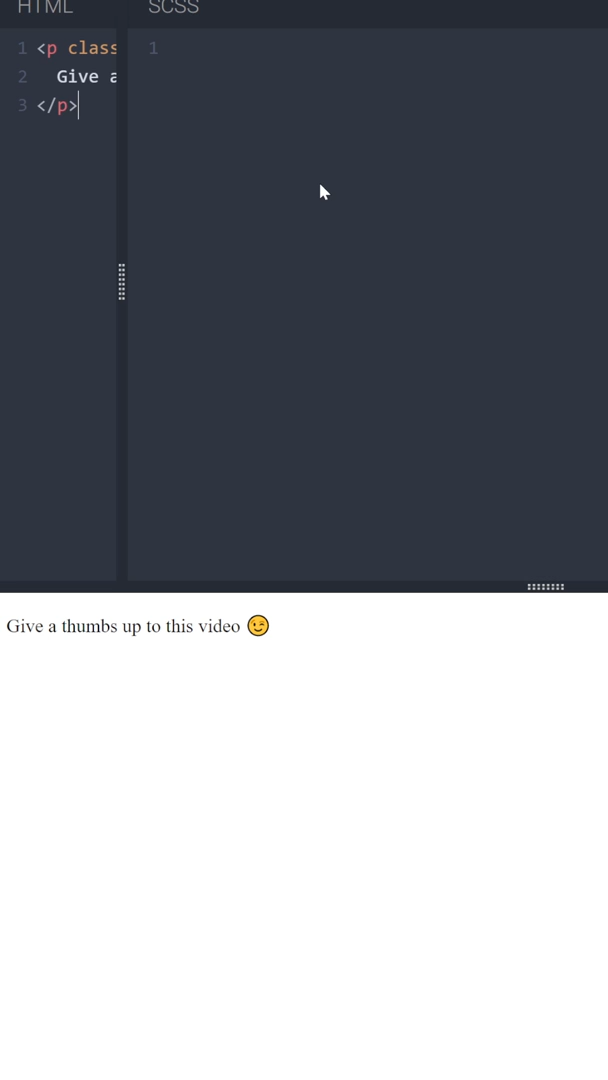 HTML
SCSS
1 <p class
2 Give a
3 </p>
1
Give a thumbs up to this video 😉